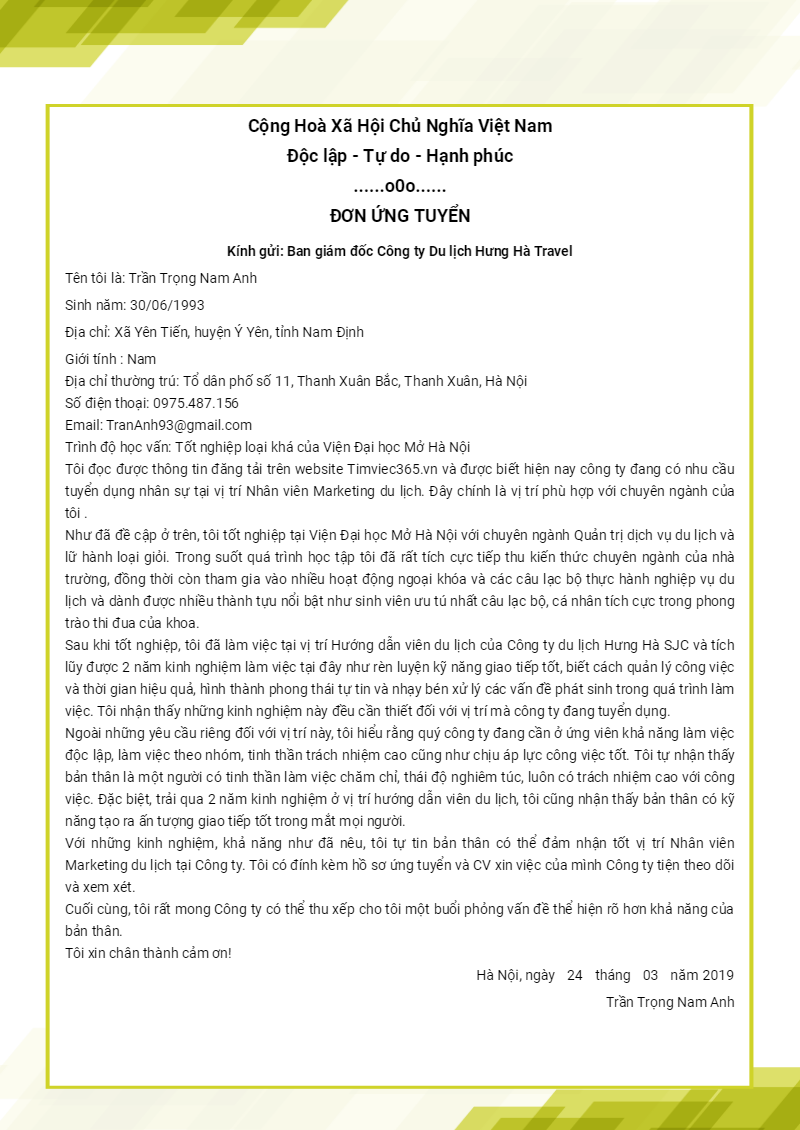 Cộng Hoà Xã Hội Chủ Nghĩa Việt Nam
Độc lập - Tự do - Hạnh phúc
......o0o......
ĐƠN ỨNG TUYỂN
Kính gửi: Ban giám đốc Công ty Du lịch Hưng Hà Travel
Tên tôi là: Trần Trọng Nam Anh
Sinh năm: 30/06/1993
Địa chỉ: Xã Yên Tiến, huyện Ý Yên, tỉnh Nam Định
Giới tính : Nam
Địa chỉ thường trú: Tổ dân phố số 11, Thanh Xuân Bắc, Thanh Xuân, Hà Nội
Số điện thoại: 0975.487.156
Email: TranAnh93@gmail.com
Trình độ học vấn: Tốt nghiệp loại khá của Viện Đại học Mở Hà Nội
Tôi đọc được thông tin đăng tải trên website Timviec365.vn và được biết hiện nay công ty đang có nhu cầu
tuyển dụng nhân sự tại vị trí Nhân viên Marketing du lịch. Đây chính là vị trí phù hợp với chuyên ngành của
tôi .
Như đã đề cập ở trên, tôi tốt nghiệp tại Viện Đại học Mở Hà Nội với chuyên ngành Quản trị dịch vụ du lịch và
lữ hành loại giỏi. Trong suốt quá trình học tập tôi đã rất tích cực tiếp thu kiến thức chuyên ngành của nhà
trường, đồng thời còn tham gia vào nhiều hoạt động ngoại khóa và các câu lạc bộ thực hành nghiệp vụ du
lịch và dành được nhiều thành tựu nổi bật như sinh viên ưu tú nhất câu lạc bộ, cá nhân tích cực trong phong
trào thi đua của khoa.
Sau khi tốt nghiệp, tôi đã làm việc tại vị trí Hướng dẫn viên du lịch của Công ty du lịch Hưng Hà SJC và tích
lũy được 2 năm kinh nghiệm làm việc tại đây như rèn luyện kỹ năng giao tiếp tốt, biết cách quản lý công việc
và thời gian hiệu quả, hình thành phong thái tự tin và nhạy bén xử lý các vấn đề phát sinh trong quá trình làm
việc. Tôi nhận thấy những kinh nghiệm này đều cần thiết đối với vị trí mà công ty đang tuyển dụng.
Ngoài những yêu cầu riêng đối với vị trí này, tôi hiểu rằng quý công ty đang cần ở ứng viên khả năng làm việc
độc lập, làm việc theo nhóm, tinh thần trách nhiệm cao cũng như chịu áp lực công việc tốt. Tôi tự nhận thấy
bản thân là một người có tinh thần làm việc chăm chỉ, thái độ nghiêm túc, luôn có trách nhiệm cao với công
việc. Đặc biệt, trải qua 2 năm kinh nghiệm ở vị trí hướng dẫn viên du lịch, tôi cũng nhận thấy bản thân có kỹ
năng tạo ra ấn tượng giao tiếp tốt trong mắt mọi người.
Với những kinh nghiệm, khả năng như đã nêu, tôi tự tin bản thân có thể đảm nhận tốt vị trí Nhân viên
Marketing du lịch tại Công ty. Tôi có đính kèm hồ sơ ứng tuyển và CV xin việc của mình Công ty tiện theo dõi
và xem xét.
Cuối cùng, tôi rất mong Công ty có thể thu xếp cho tôi một buổi phỏng vấn để thể hiện rõ hơn khả năng của
bản thân.
Tôi xin chân thành cảm ơn!
Hà Nội, ngày 24 tháng 03 năm 2019
Trần Trọng Nam Anh